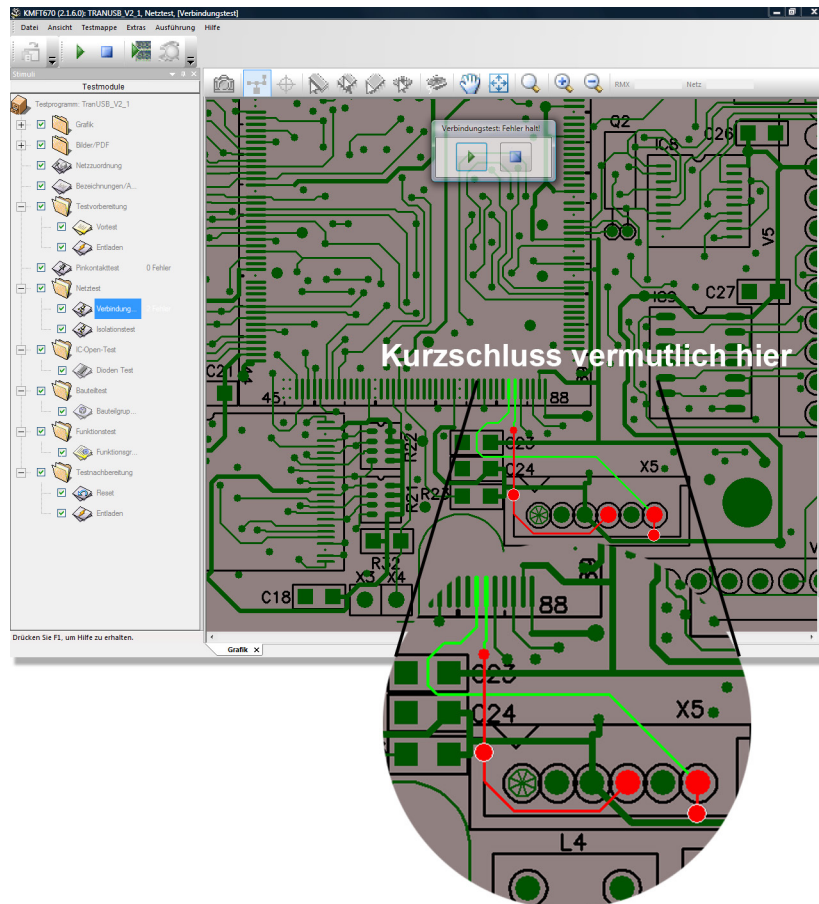 KMFT670 (2.1.6.0): TRANUSB_V2_1, Netztest, [Verbindungstest]
Datei Ansicht Testmappe Extras Ausführung Hilfe
Stimuli
Testmodule
Testprogramm: TranUSB_V2_1
Grafik
Bilder/PDF
Netzzuordnung
Bezeichnungen/A...
Testvorbereitung
Vortest
Entladen
Pinkontakttest 0 Fehler
Netztest
Verbindung...
Isolationstest
IC-Open-Test
Dioden Test
Bauteiltest
Bauteilgrup...
Funktionstest
Funktionsgr...
Testnachbereitung
Reset
Entladen
Drücken Sie F1, um Hilfe zu erhalten.
RMX Netz
Verbindungstest: Fehler halt!
Q2
IC5
C26
V5
C27
Kurzschluss vermutlich hier
C21
45
88
89
C23
R22
C24
X5
R23
R21
R32
X3 X4
C18
Grafik X
89
88
C23
C24
X5
L4